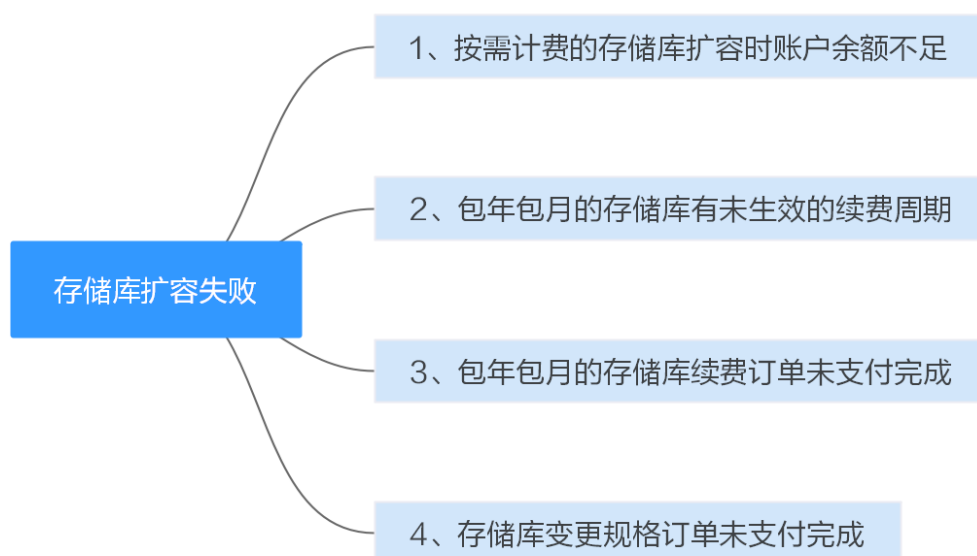 1、按需计费的存储库扩容时账户余额不足
2、包年包月的存储库有未生效的续费周期
存储库扩容失败
3、包年包月的存储库续费订单未支付完成
4、存储库变更规格订单未支付完成